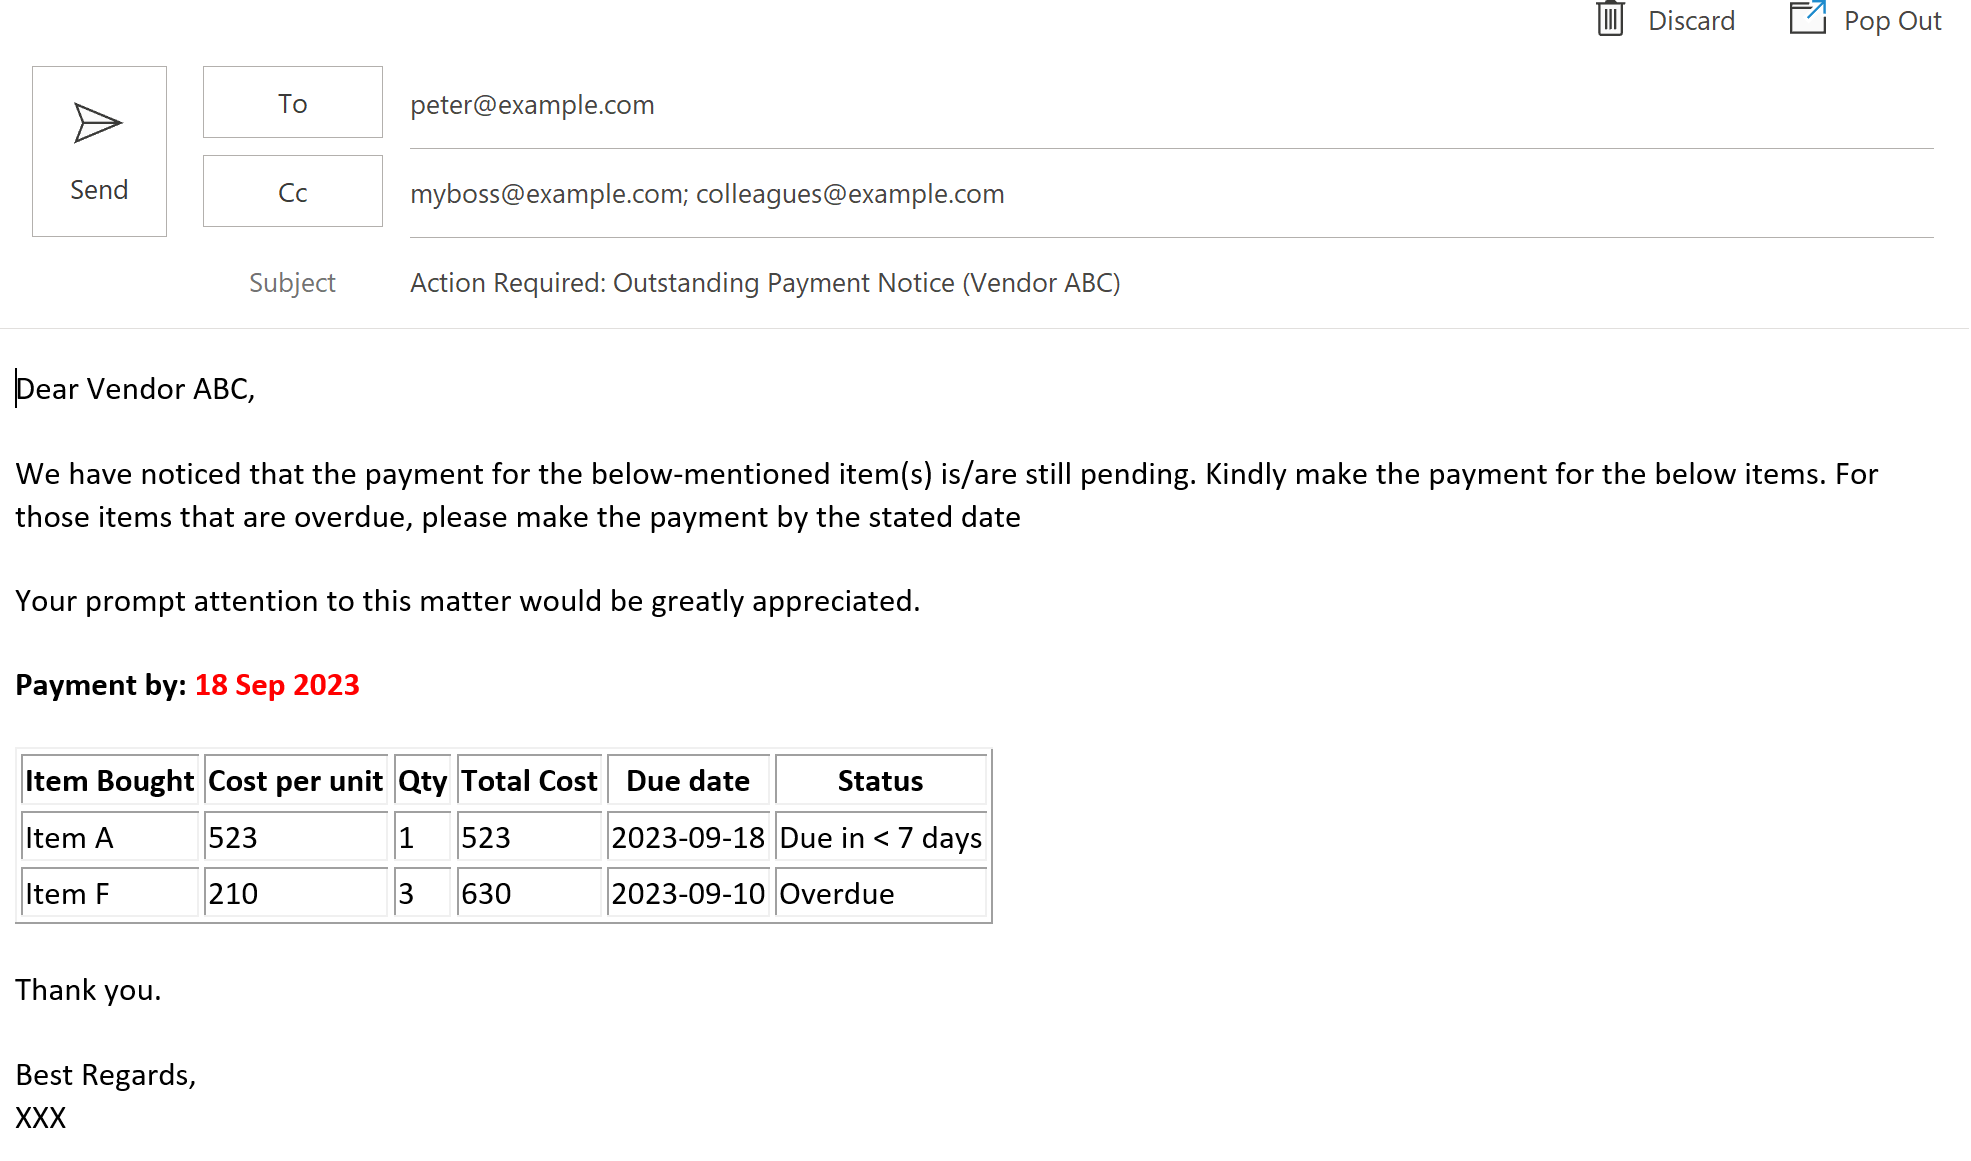 Discard Pop Out
To peter@example.com
Send
Cc myboss@example.com; colleagues@example.com
Subject Action Required: Outstanding Payment Notice (Vendor ABC)
Dear Vendor ABC,
We have noticed that the payment for the below-mentioned item(s) is/are still pending. Kindly make the payment for the below items. For
those items that are overdue, please make the payment by the stated date
Your prompt attention to this matter would be greatly appreciated.
Payment by: 18 Sep 2023
Item Bought Cost per unit Qty Total Cost Due date Status
Item A 523 1 523 2023-09-18 Due in < 7 days
Item F 210 3 630 2023-09-10 Overdue
Thank you.
Best Regards,
XXX